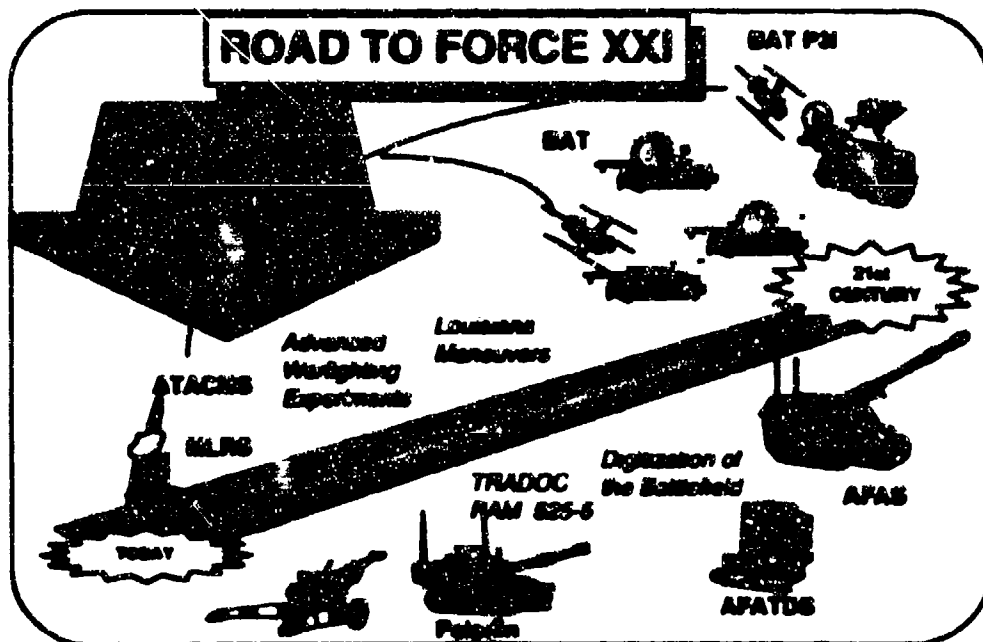 ROAD TO FORCE XXI
BAT P3I
BAT
21st
CENTURY
Louisiana
Maneuvers
Advanced
Warfighting
Experiments
ATACMS
MLRS
Digitization of
the Battlefield
TRADOC
PAM 525-5
AFAS
TODAY
AFATDS
Paladin